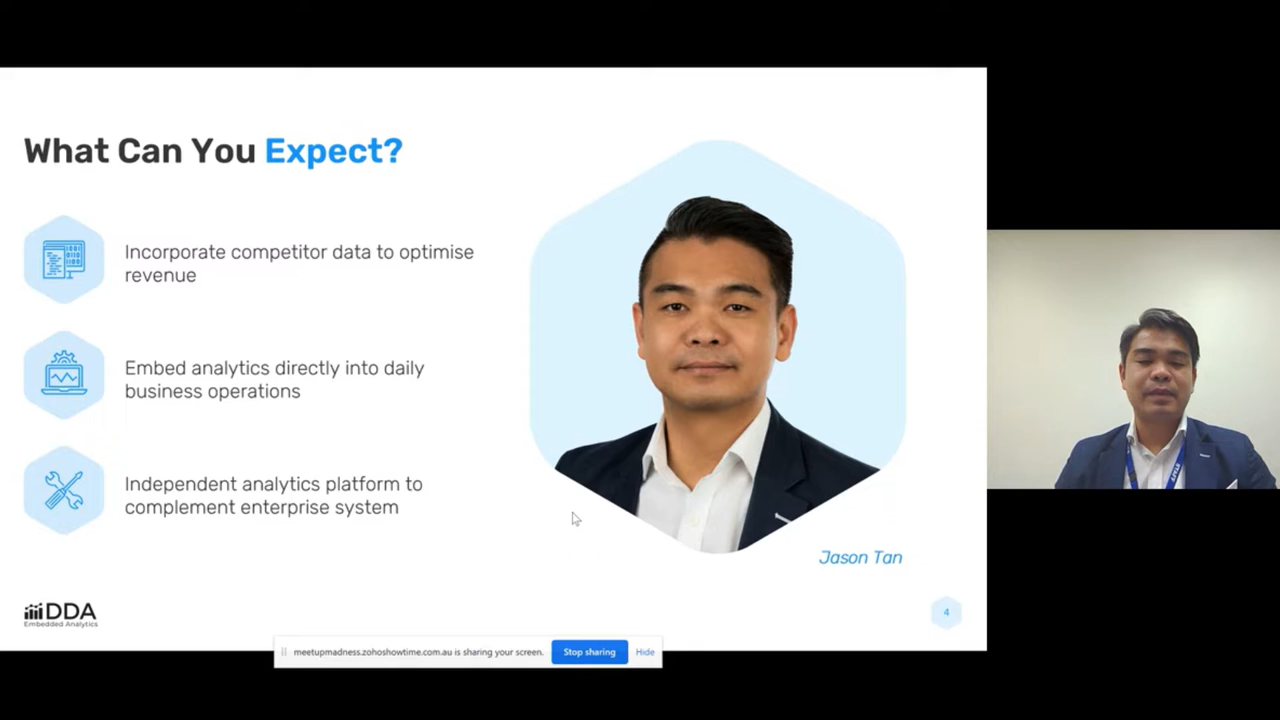 What Can You Expect?
Incorporate competitor data to optimise
revenue
Embed analytics directly into daily
business operations
Independent analytics platform to
complement enterprise system
Jason Tan
DDA
Embedded Analytics
4
meetupmadness.zohoshowtime.com.au is sharing your screen.
Stop sharing
Hide